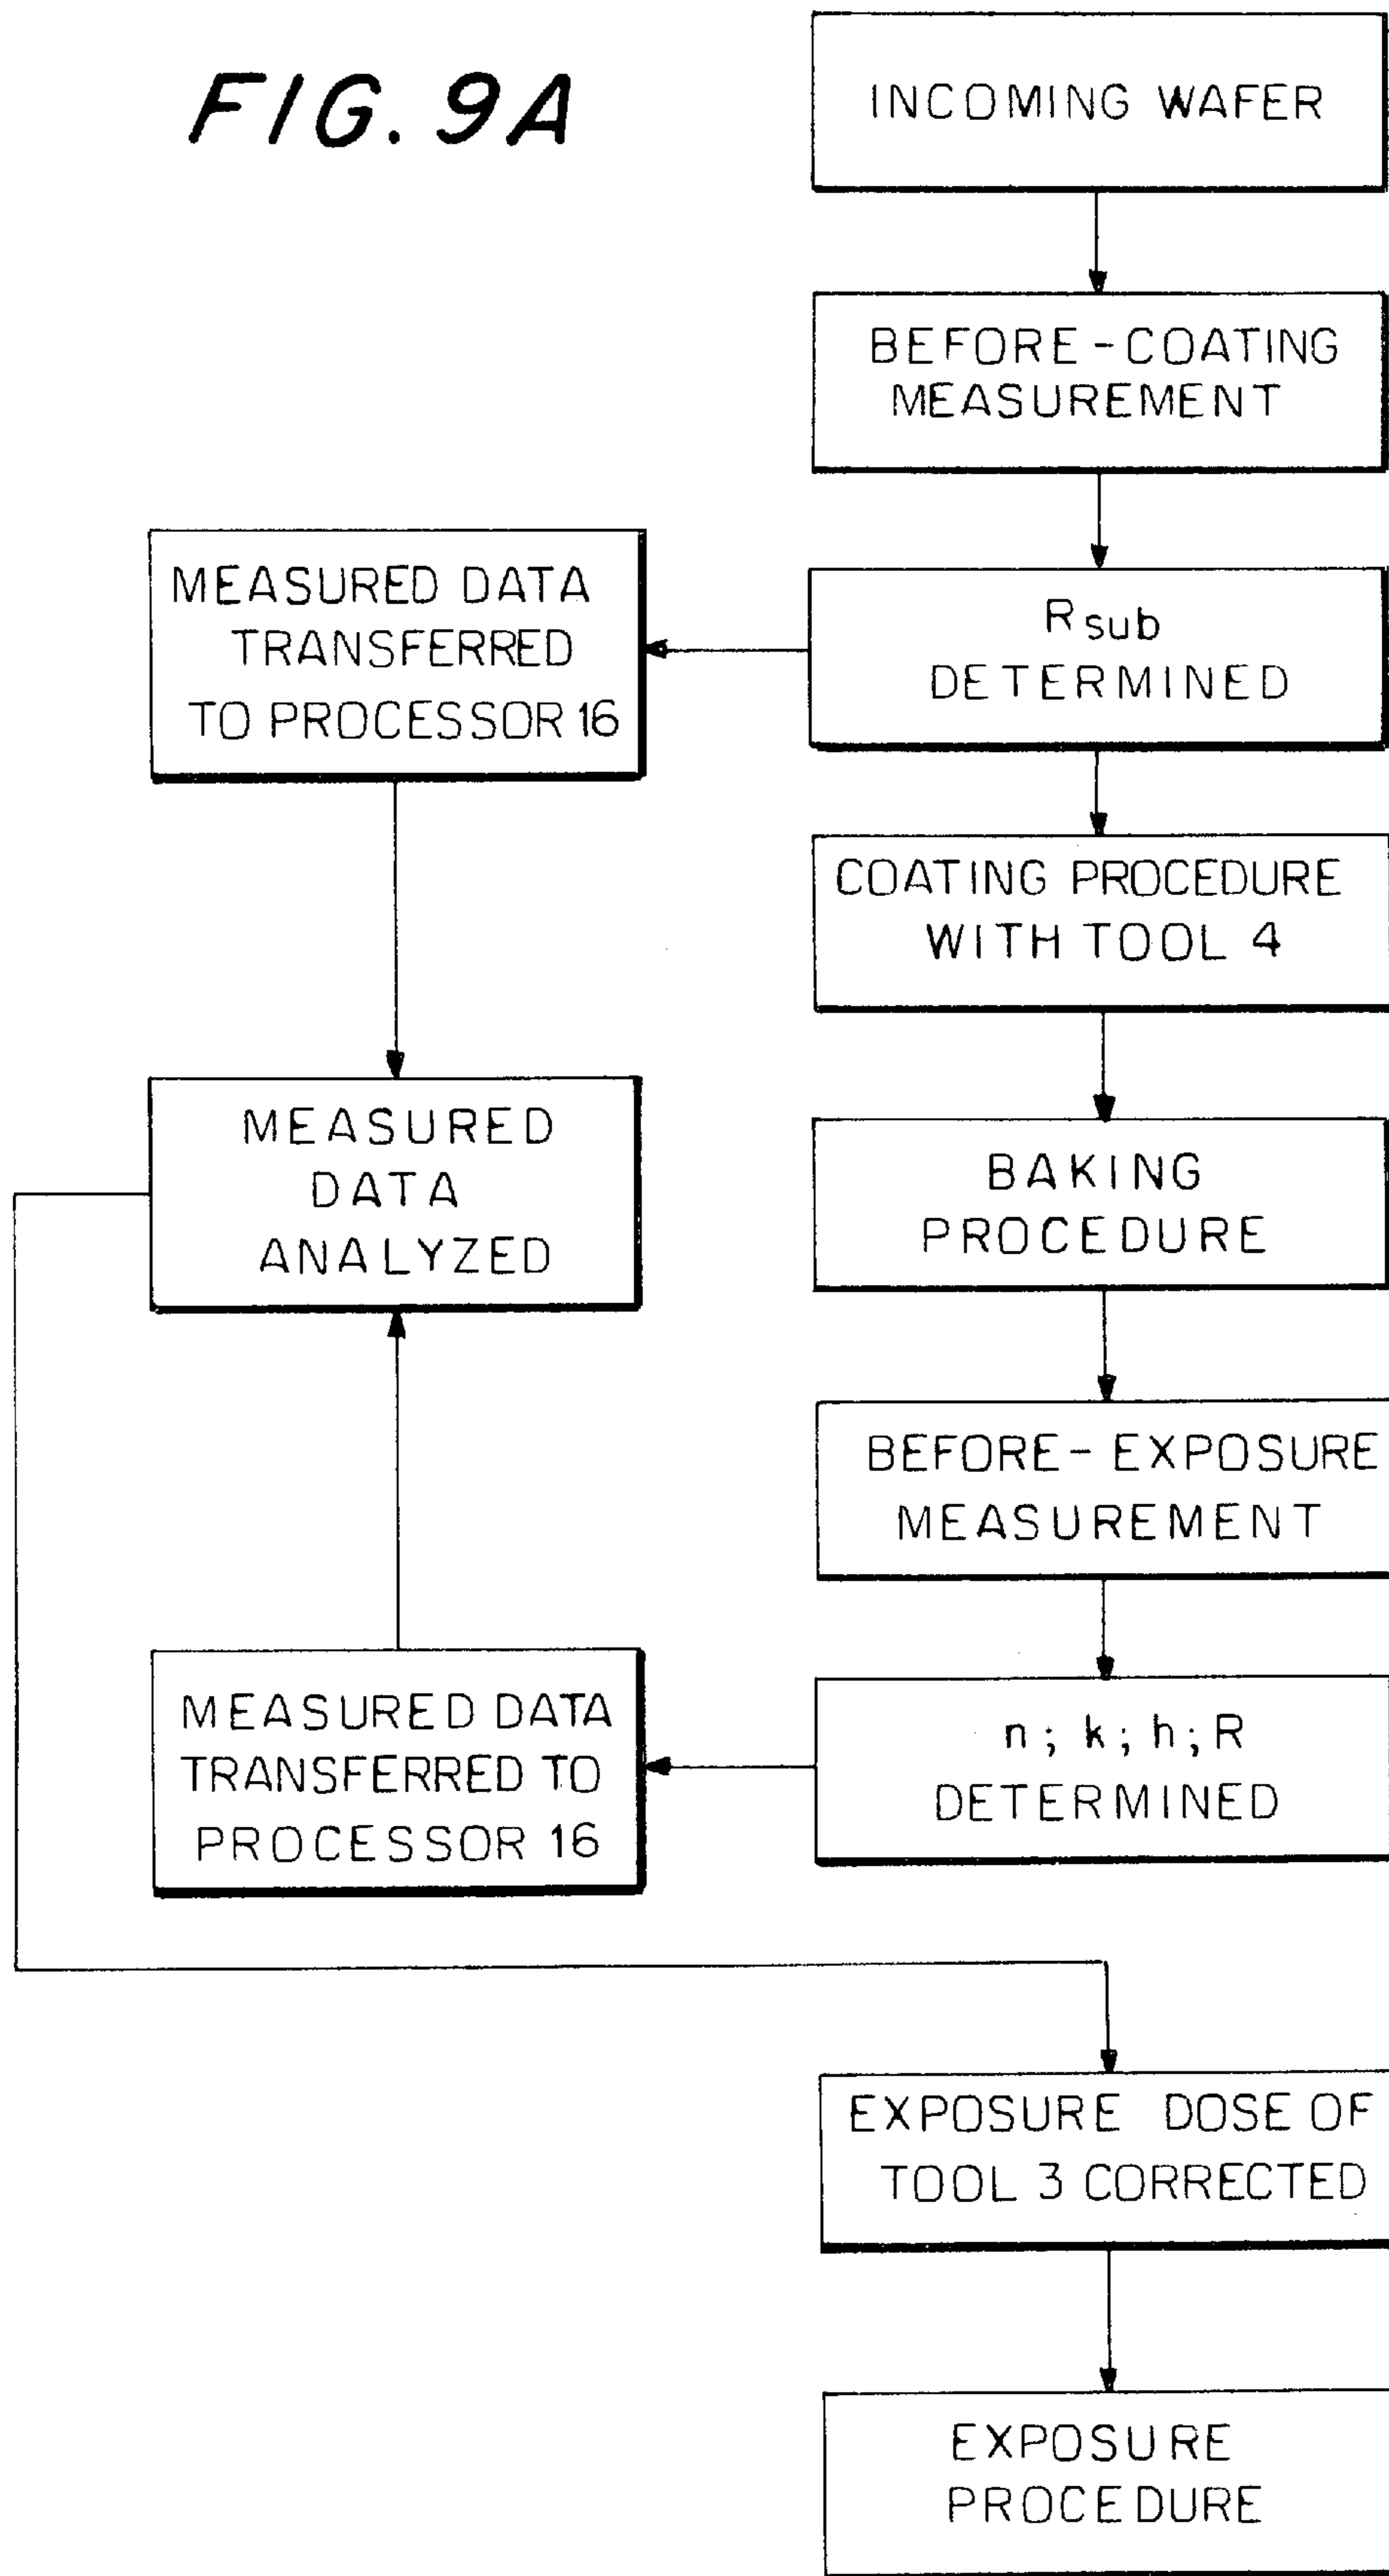 FIG. 9A
INCOMING WAFER
BEFORE-COATING
MEASUREMENT
Rsub
DETERMINED
MEASURED DATA
TRANSFERRED
TO PROCESSOR 16
COATING PROCEDURE
WITH TOOL 4
BAKING
PROCEDURE
MEASURED
DATA
ANALYZED
BEFORE-EXPOSURE
MEASUREMENT
n; k; h; R
DETERMINED
MEASURED DATA
TRANSFERRED TO
PROCESSOR 16
EXPOSURE DOSE OF
TOOL 3 CORRECTED
EXPOSURE
PROCEDURE